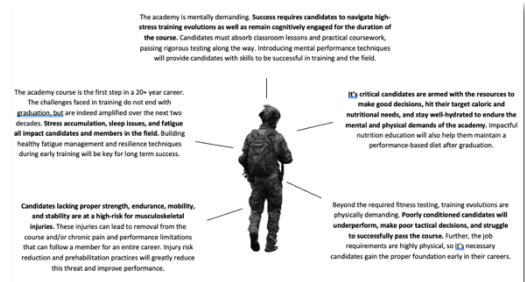 The academy is mentally demanding. Success requires candidates to navigate high-
stress training evolutions as well as remain cognitively engaged for the duration of
the course. Candidates must absorb classroom lessons and practical coursework,
passing rigorous testing along the way. Introducing mental performance techniques
will provide candidates with skills to be successful in training and the field.
The academy course is the first step in a 20+ year career.
The challenges faced in training do not end with
graduation, but are indeed amplified over the next two
decades. Stress accumulation, sleep issues, and fatigue
all impact candidates and members in the field. Building
healthy fatigue management and resilience techniques
during early training will be key for long term success.
It's critical candidates are armed with the resources to
make good decisions, hit their target caloric and
nutritional needs, and stay well-hydrated to endure the
mental and physical demands of the academy. Impactful
nutrition education will also help them maintain a
performance-based diet after graduation.
Candidates lacking proper strength, endurance, mobility,
and stability are at a high-risk for musculoskeletal
injuries. These injuries can lead to removal from the
course and/or chronic pain and performance limitations
that can follow a member for an entire career. Injury risk
reduction and prehabilitation practices will greatly reduce
this threat and improve performance.
Beyond the required fitness testing, training evolutions are
physically demanding. Poorly conditioned candidates will
underperform, make poor tactical decisions, and struggle
to successfully pass the course. Further, the job
requirements are highly physical, so it's necessary
candidates gain the proper foundation early in their careers.